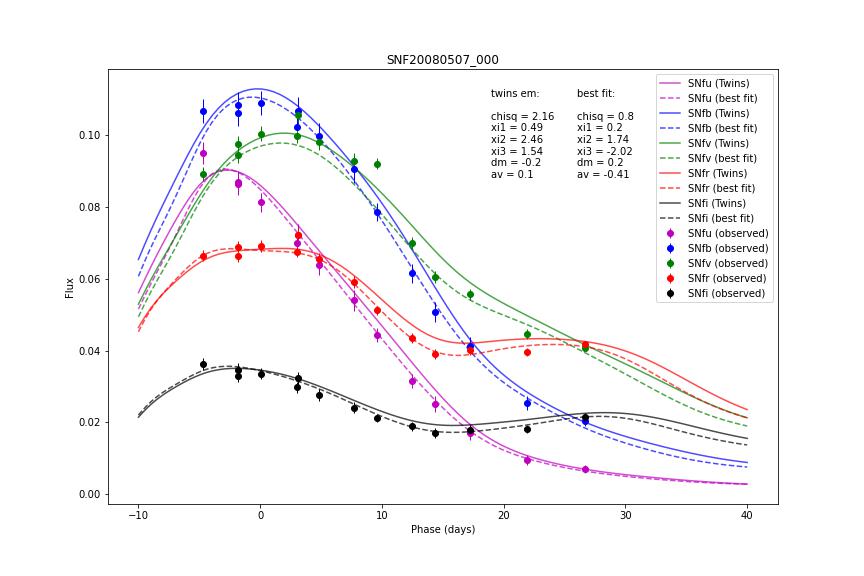 SNF20080507_000
twins em:
chisq = 2.16
xi1 = 0.49
xi2 = 2.46
xi3 = 1.54
dm = -0.2
av = 0.1
best fit:
chisq = 0.8
xi1 = 0.2
xi2 = 1.74
xi3 = -2.02
dm = 0.2
av = -0.41
SNfu (Twins)
SNfu (best fit)
SNfb (Twins)
SNfb (best fit)
SNfv (Twins)
SNfv (best fit)
SNfr (Twins)
SNfr (best fit)
SNfi (Twins)
SNfi (best fit)
SNfu (observed)
SNfb (observed)
SNfv (observed)
SNfr (observed)
SNfi (observed)
Flux
0.10
0.08
0.06
0.04
0.02
0.00
−10
0
10
20
30
40
Phase (days)